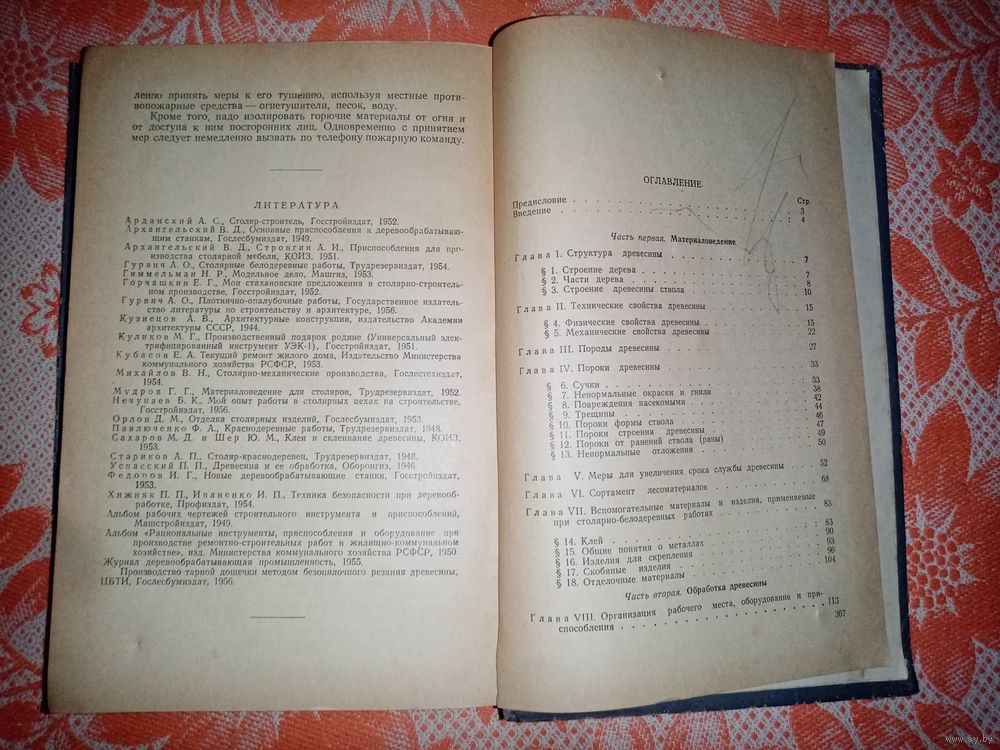 ленно принять меры к его тушению, используя местные проти-
вопожарные средства — огнетушители, песок, воду.
Кроме того, надо изолировать горючие материалы от огня и
от доступа к ним посторонних лиц. Одновременно с принятием
мер следует немедленно вызвать по телефону пожарную команду.
ЛИТЕРАТУРА
Арданский А. С., Столяр-строитель, Госстройиздат, 1952.
Архангельский В. Д., Основные приспособления к деревообрабатываю-
щим станкам, Гослесбумиздат, 1949.
Архангельский В. Д., Стронгин А. И., Приспособления для про-
изводства столярной мебели, КОИЗ, 1951.
Гурвич А. О., Столярные белодеревные работы, Трудрезервиздат, 1954.
Гиммельман Н. Р., Модельное дело, Машгиз, 1953.
Горчашкин Е. Г., Мои стахановские предложения в столярно-строитель-
ном производстве, Госстройиздат, 1952.
Гурвич А. О., Плотнично-опалубочные работы, Государственное издатель-
ство литературы по строительству и архитектуре, 1956.
Кузнецов А. В., Архитектурные конструкции, издательство Академии
архитектуры СССР, 1944.
Куликов М. Г., Производственный подарок родине (Универсальный элек-
трифицированный инструмент УЭК-I), Госстройиздат, 1951.
Кубасов Е. А. Текущий ремонт жилого дома, Издательство Министерства
коммунального хозяйства РСФСР, 1953.
Михайлов В. Н., Столярно-механические производства, Гослестехиздат,
1954.
Мудров Г. Г., Материаловедение для столяров, Трудрезервиздат, 1952.
Нечунаев Б. К., Мой опыт работы в столярных цехах на строительстве,
Госстройиздат, 1956.
Орлов Д. М., Отделка столярных изделий, Гослесбумиздат, 1953.
Павлюченко Ф. А., Краснодеревные работы, Трудрезервиздат, 1948.
Сахаров М. Д. и Шер Ю. М., Клеи и склеивание древесины, КОИЗ,
1953.
Стариков А. П., Столяр-краснодеревец, Трудрезервиздат, 1948.
Успасский П. П., Древесина и ее обработка, Оборонгиз, 1946.
Федоров И. Г., Новые деревообрабатывающие станки, Госстройиздат,
1953.
Хижняк П. П., Иваненко И. П., Техника безопасности при деревооб-
работке, Профиздат, 1954.
Альбом рабочих чертежей строительного инструмента и приспособлений,
Машстройиздат, 1949.
Альбом «Рациональные инструменты, приспособления и оборудование при
производстве ремонтно-строительных работ в жилищно-коммунальном
хозяйстве», изд. Министерства коммунального хозяйства РСФСР, 1950.
Журнал деревообрабатывающая промышленность, 1955.
Производство тарной дощечки методом безопилочного резания древесины,
ЦБТИ, Гослесбумиздат, 1956.
ОГЛАВЛЕНИЕ
Стр.
Предисловие 3
Введение 4
Часть первая. Материаловедение
Глава I. Структура древесины 7
§ 1. Строение дерева 7
§ 2. Части дерева 8
§ 3. Строение древесины ствола 10
Глава II. Технические свойства древесины 15
§ 4. Физические свойства древесины 15
§ 5. Механические свойства древесины 22
Глава III. Породы древесины 27
Глава IV. Пороки древесины 33
§ 6. Сучки 33
§ 7. Ненормальные окраски и гнили 38
§ 8. Повреждения насекомыми 42
§ 9. Трещины 44
§ 10. Пороки формы ствола 46
§ 11. Пороки строения древесины 47
§ 12. Пороки от ранений ствола (раны) 49
§ 13. Ненормальные отложения 50
Глава V. Меры для увеличения срока службы древесины 52
Глава VI. Сортамент лесоматериалов 68
Глава VII. Вспомогательные материалы и изделия, применяемые
при столярно-белодеревных работах 83
§ 14. Клей 83
§ 15. Общие понятия о металлах 90
§ 16. Изделия для скрепления 93
§ 17. Скобяные изделия 96
§ 18. Отделочные материалы 104
Часть вторая. Обработка древесины
Глава VIII. Организация рабочего места, оборудование и при-
способления 113
367
www.ay.by